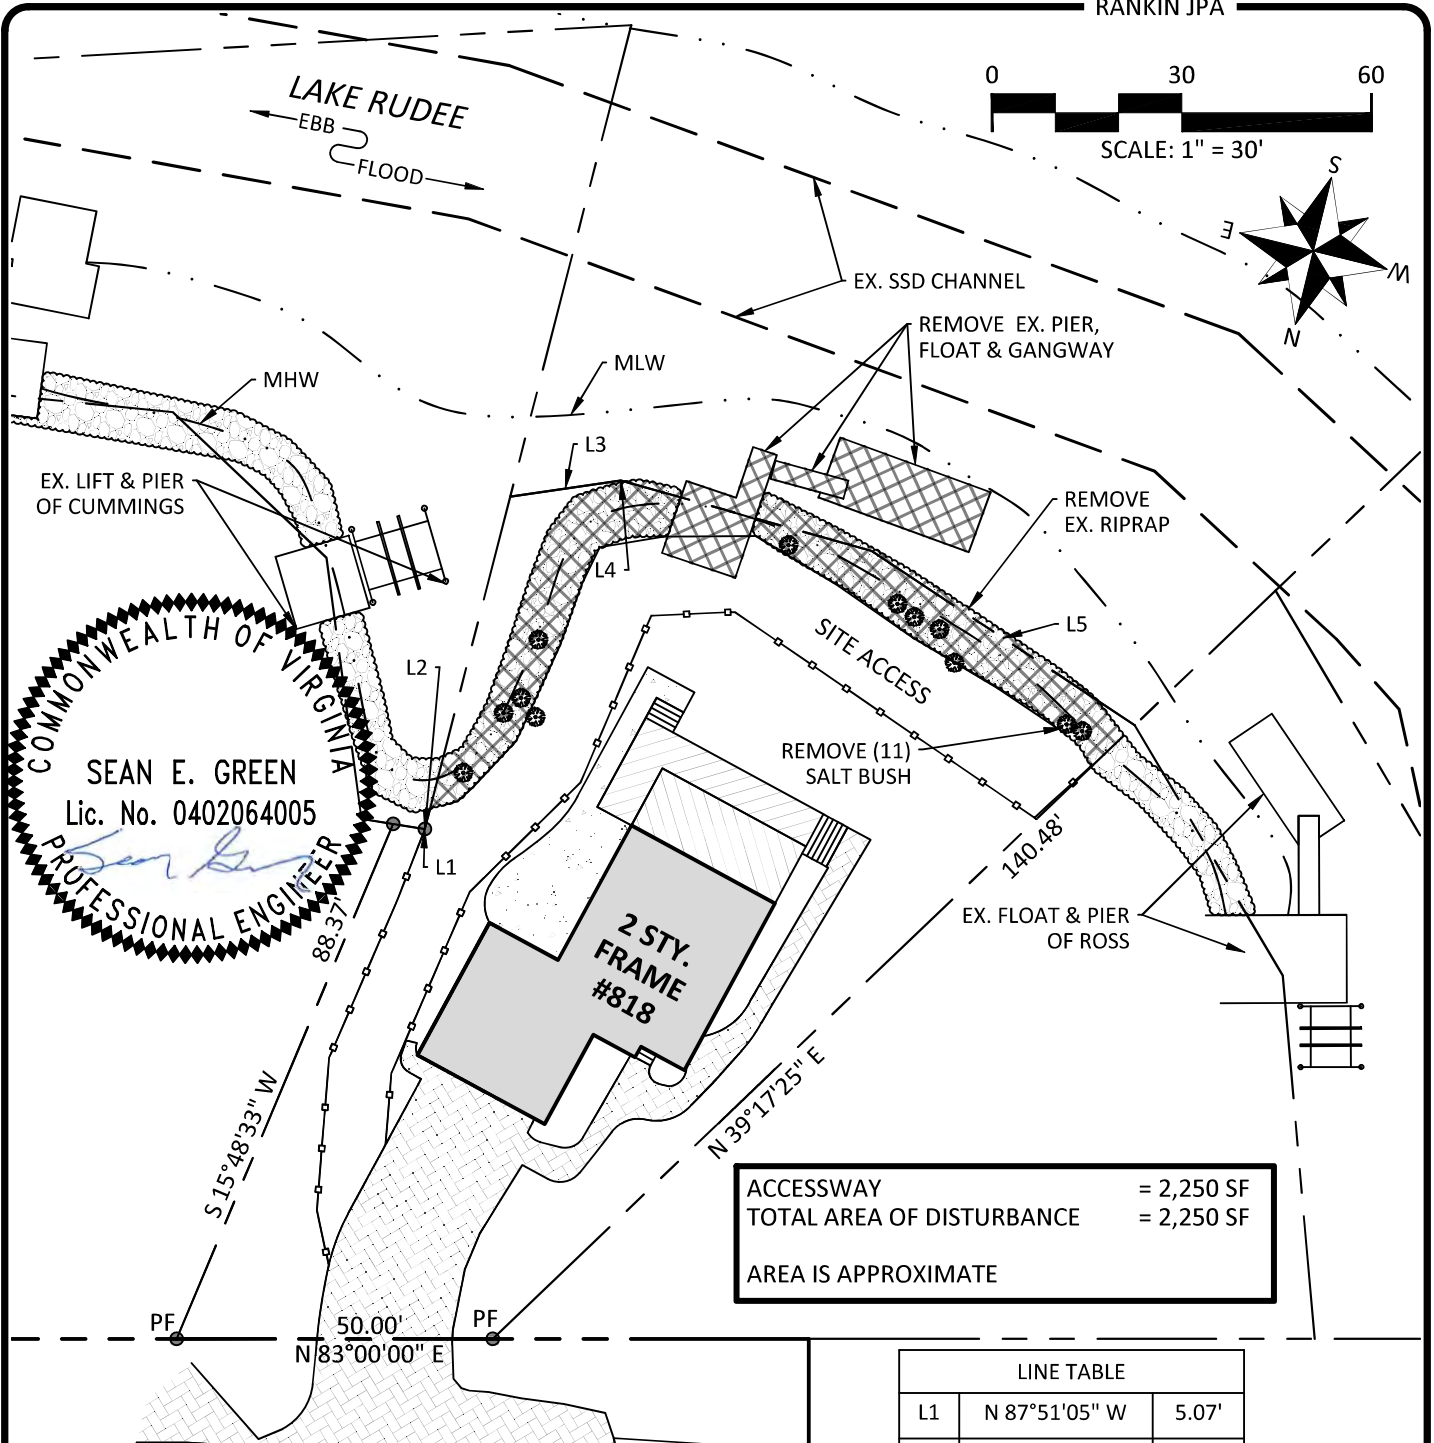 RANKIN JPA
0 30 60
SCALE: 1" = 30'
LAKE RUDEE
EBB
FLOOD
S
E
W
N
EX. SSD CHANNEL
REMOVE EX. PIER,
FLOAT & GANGWAY
MHW
MLW
L3
EX. LIFT & PIER
OF CUMMINGS
REMOVE
EX. RIPRAP
L4
L5
SITE ACCESS
L2
REMOVE (11)
SALT BUSH
COMMONWEALTH OF VIRGINIA
SEAN E. GREEN
Lic. No. 0402064005
Sean Green
PROFESSIONAL ENGINEER
L1
140.48'
88.37'
EX. FLOAT & PIER
OF ROSS
2 STY.
FRAME
#818
S 15°48'33" W
N 39°17'25" E
ACCESSWAY = 2,250 SF
TOTAL AREA OF DISTURBANCE = 2,250 SF
AREA IS APPROXIMATE
PF
PF
50.00'
N 83°00'00" E
LINE TABLE
L1 N 87°51'05" W 5.07'